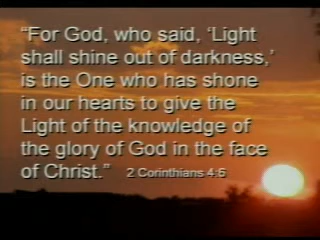 “For God, who said, ‘Light
shall shine out of darkness,’
is the One who has shone
in our hearts to give the
Light of the knowledge of
the glory of God in the face
of Christ.” 2 Corinthians 4:6